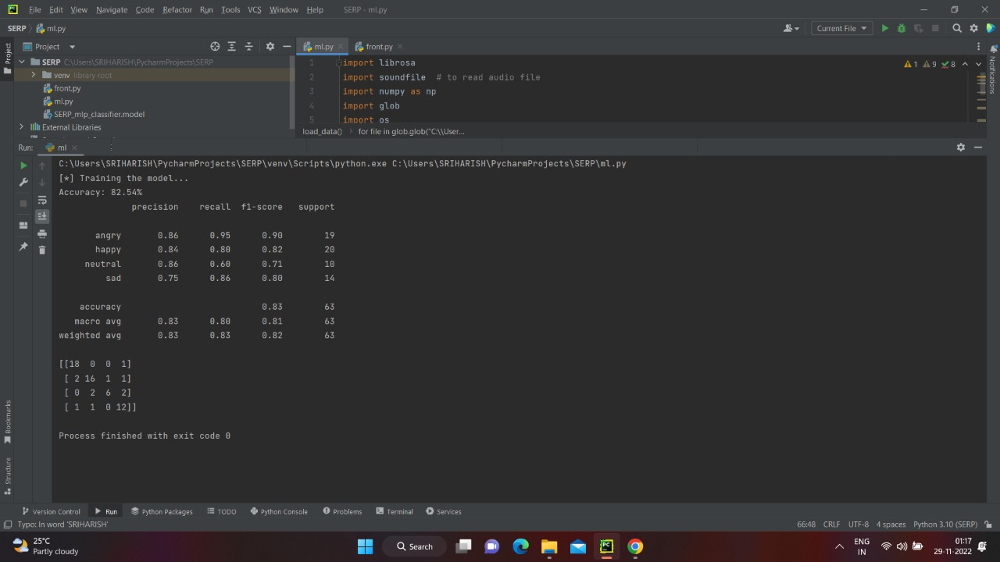 File Edit View Navigate Code Refactor Run Tools VCS Window Help SERP - ml.py
SERP ml.py Current File
Project
Project
SERP C:\Users\SRIHARISH\PycharmProjects\SERP
venv library root
front.py
ml.py
SERP_mlp_classifier.model
External Libraries
ml.py front.py
1 import librosa
2 import soundfile # to read audio file
3 import numpy as np
4 import glob
5 import os
1 9 8
Notifications
load_data() for file in glob.glob("C:\\User...
Run: ml
C:\Users\SRIHARISH\PycharmProjects\SERP\venv\Scripts\python.exe C:\Users\SRIHARISH\PycharmProjects\SERP\ml.py
[*] Training the model...
Accuracy: 82.54%
precision recall f1-score support
angry 0.86 0.95 0.90 19
happy 0.84 0.80 0.82 20
neutral 0.86 0.60 0.71 10
sad 0.75 0.86 0.80 14
accuracy 0.83 63
macro avg 0.83 0.80 0.81 63
weighted avg 0.83 0.83 0.82 63
[[18 0 0 1]
[ 2 16 1 1]
[ 0 2 6 2]
[ 1 1 0 12]]
Process finished with exit code 0
Bookmarks
Structure
Version Control Run Python Packages TODO Python Console Problems Terminal Services
Typo: In word 'SRIHARISH' 66:48 CRLF UTF-8 4 spaces Python 3.10 (SERP)
25°C
Partly cloudy
Search
ENG
IN
01:17
29-11-2022